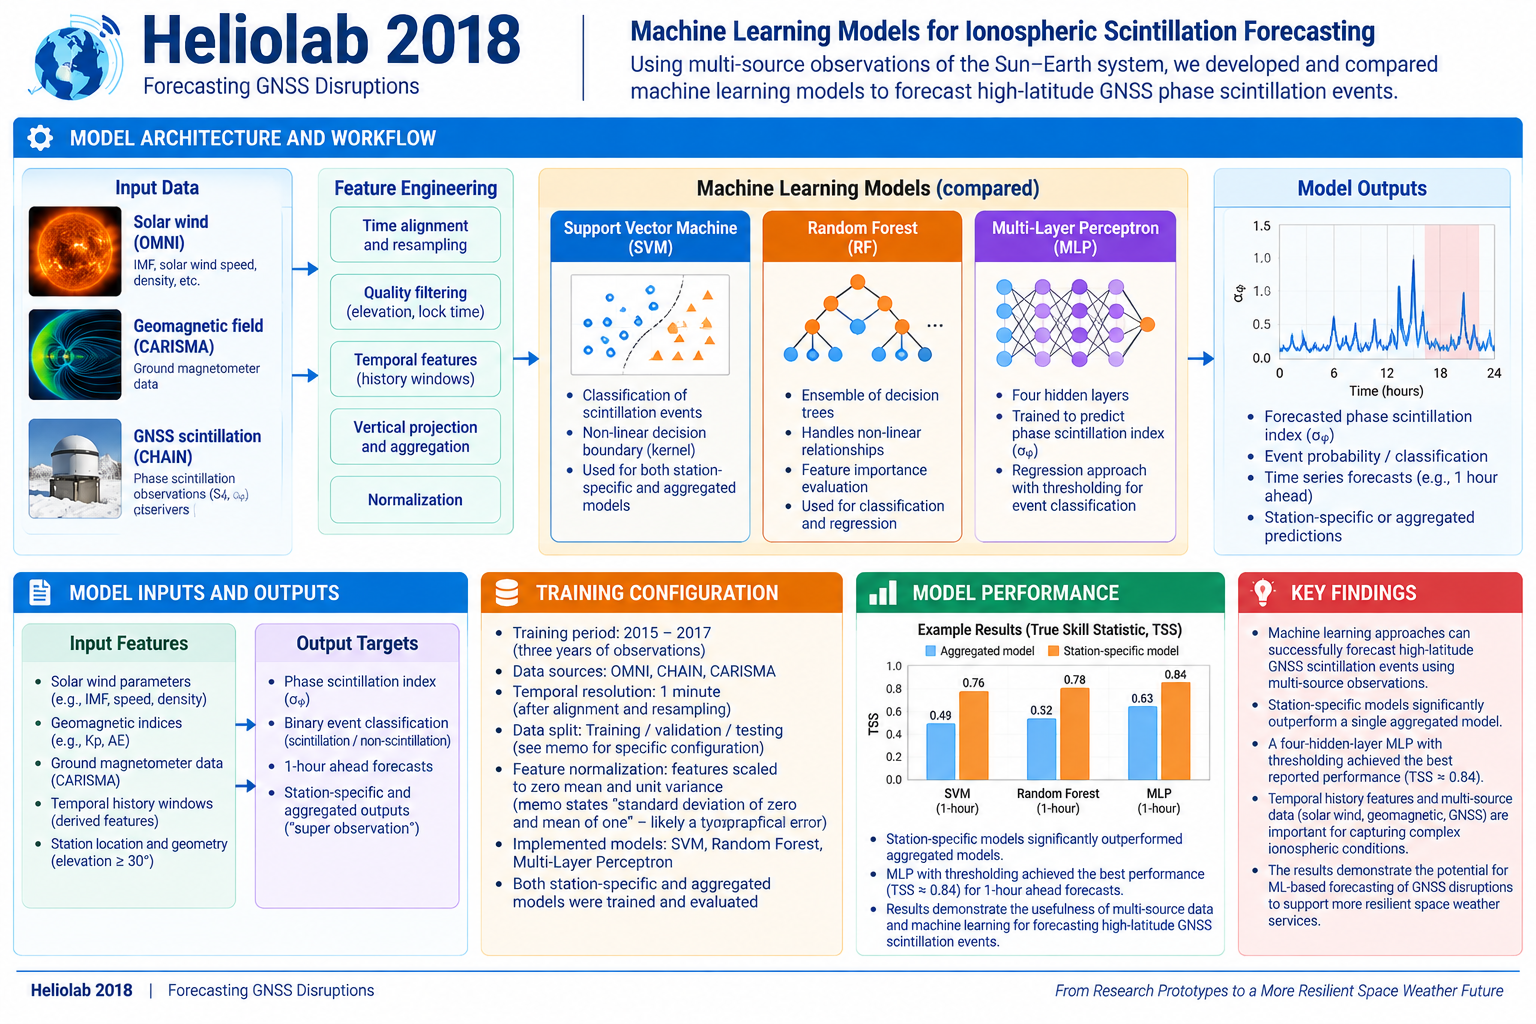 Heliolab 2018
Forecasting GNSS Disruptions
Machine Learning Models for Ionospheric Scintillation Forecasting
Using multi-source observations of the Sun–Earth system, we developed and compared
machine learning models to forecast high-latitude GNSS phase scintillation events.
MODEL ARCHITECTURE AND WORKFLOW
Input Data
Solar wind
(OMNI)
IMF, solar wind speed,
density, etc.
Geomagnetic field
(CARISMA)
Ground magnetometer
data
GNSS scintillation
(CHAIN)
Phase scintillation
observations (S4,
Feature Engineering
Time alignment
and resampling
Quality filtering
(elevation, lock time)
Temporal features
(history windows)
Vertical projection
and aggregation
Normalization
Machine Learning Models (compared)
Support Vector Machine
(SVM)
• Classification of
scintillation events
• Non-linear decision
boundary (kernel)
• Used for both station-
specific and aggregated
models
Random Forest
(RF)
...
• Ensemble of decision
trees
• Handles non-linear
relationships
• Feature importance
evaluation
• Used for classification
and regression
Multi-Layer Perceptron
(MLP)
• Four hidden layers
• Trained to predict
phase scintillation index
(σφ)
• Regression approach
with thresholding for
event classification
Model Outputs
1.5
1.0
1.0
0.5
0.0
αφ
0 6 12 18 24
Time (hours)
• Forecasted phase scintillation
index (σφ)
• Event probability / classification
• Time series forecasts (e.g., 1 hour
ahead)
• Station-specific or aggregated
predictions
MODEL INPUTS AND OUTPUTS
Input Features
• Solar wind parameters
(e.g., IMF, speed, density)
• Geomagnetic indices
(e.g., Kp, AE)
• Ground magnetometer data
(CARISMA)
• Temporal history windows
(derived features)
• Station location and geometry
(elevation ≥ 30°)
Output Targets
• Phase scintillation index
(σφ)
• Binary event classification
(scintillation / non-scintillation)
• 1-hour ahead forecasts
• Station-specific and
aggregated outputs
("super observation")
TRAINING CONFIGURATION
• Training period: 2015 – 2017
(three years of observations)
• Data sources: OMNI, CHAIN, CARISMA
• Temporal resolution: 1 minute
(after alignment and resampling)
• Data split: Training / validation / testing
(see memo for specific configuration)
• Feature normalization: features scaled
to zero mean and unit variance
(memo states "standard deviation of zero
and mean of one" – likely a error)
• Implemented models: SVM, Random Forest,
Multi-Layer Perceptron
• Both station-specific and aggregated
models were trained and evaluated
MODEL PERFORMANCE
Example Results (True Skill Statistic, TSS)
Aggregated model Station-specific model
TSS
1.0
0.8
0.6
0.4
0.2
0.0
0.49 0.76 0.52 0.78 0.63 0.84
SVM Random Forest MLP
(1-hour) (1-hour) (1-hour)
• Station-specific models significantly outperformed
aggregated models.
• MLP with thresholding achieved the best performance
(TSS ≈ 0.84) for 1-hour ahead forecasts.
• Results demonstrate the usefulness of multi-source data
and machine learning for forecasting high-latitude GNSS
scintillation events.
KEY FINDINGS
• Machine learning approaches can
successfully forecast high-latitude
GNSS scintillation events using
multi-source observations.
• Station-specific models significantly
outperform a single aggregated model.
• A four-hidden-layer MLP with
thresholding achieved the best
reported performance (TSS ≈ 0.84).
• Temporal history features and multi-source
data (solar wind, geomagnetic, GNSS) are
important for capturing complex
ionospheric conditions.
• The results demonstrate the potential for
ML-based forecasting of GNSS disruptions
to support more resilient space weather
services.
Heliolab 2018 | Forecasting GNSS Disruptions
From Research Prototypes to a More Resilient Space Weather Future